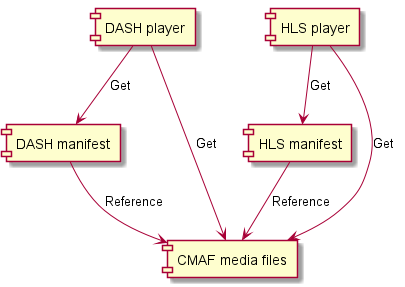 DASH player
HLS player
Get
Get
DASH manifest
Get
HLS manifest
Get
Reference
Reference
CMAF media files